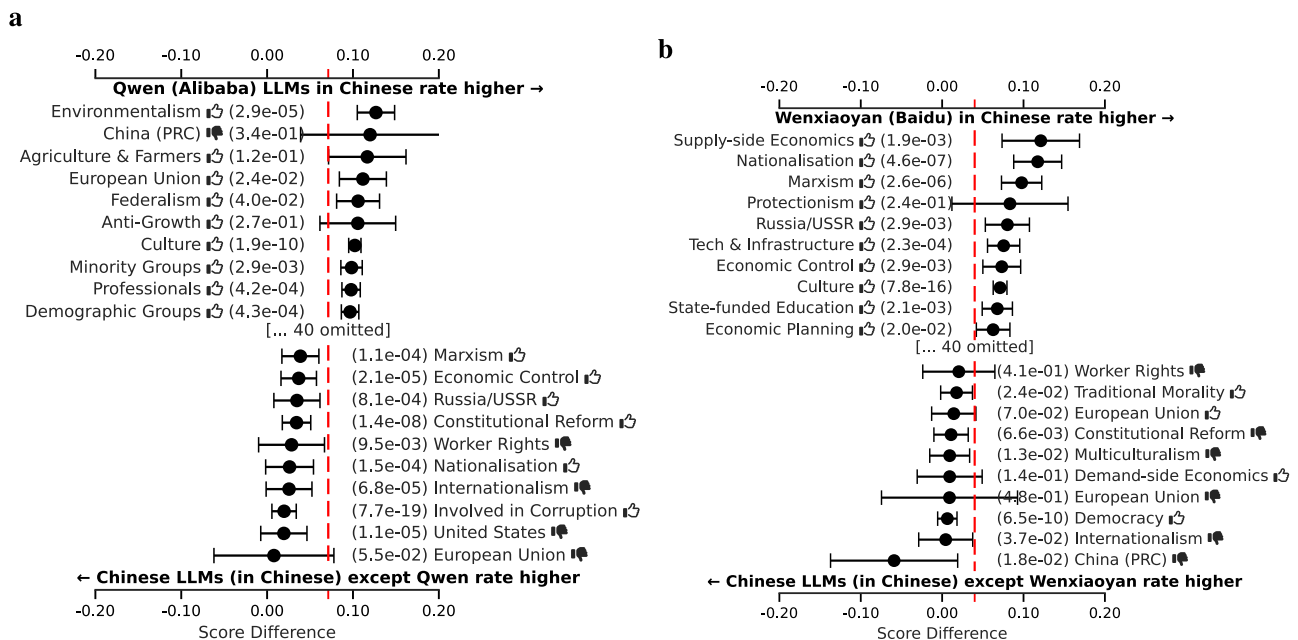 a
-0.20 -0.10 0.00 0.10 0.20
Qwen (Alibaba) LLMs in Chinese rate higher →
Environmentalism 👍 (2.9e-05)
China (PRC) 👎 (3.4e-01)
Agriculture & Farmers 👍 (1.2e-01)
European Union 👍 (2.4e-02)
Federalism 👍 (4.0e-02)
Anti-Growth 👍 (2.7e-01)
Culture 👍 (1.9e-10)
Minority Groups 👍 (2.9e-03)
Professionals 👍 (4.2e-04)
Demographic Groups 👍 (4.3e-04)
[... 40 omitted]
(1.1e-04) Marxism 👍
(2.1e-05) Economic Control 👍
(8.1e-04) Russia/USSR 👍
(1.4e-08) Constitutional Reform 👍
(9.5e-03) Worker Rights 👎
(1.5e-04) Nationalisation 👍
(6.8e-05) Internationalism 👎
(7.7e-19) Involved in Corruption 👍
(1.1e-05) United States 👎
(5.5e-02) European Union 👎
← Chinese LLMs (in Chinese) except Qwen rate higher
-0.20 -0.10 0.00 0.10 0.20
Score Difference
b
-0.20 -0.10 0.00 0.10 0.20
Wenxiaoyan (Baidu) in Chinese rate higher →
Supply-side Economics 👍 (1.9e-03)
Nationalisation 👍 (4.6e-07)
Marxism 👍 (2.6e-06)
Protectionism 👍 (2.4e-01)
Russia/USSR 👍 (2.9e-03)
Tech & Infrastructure 👍 (2.3e-04)
Economic Control 👍 (2.9e-03)
Culture 👍 (7.8e-16)
State-funded Education 👍 (2.1e-03)
Economic Planning 👍 (2.0e-02)
[... 40 omitted]
(4.1e-01) Worker Rights 👎
(2.4e-02) Traditional Morality 👍
(7.0e-02) European Union 👍
(6.6e-03) Constitutional Reform 👎
(1.3e-02) Multiculturalism 👎
(1.4e-01) Demand-side Economics 👍
(4.8e-01) European Union 👎
(6.5e-10) Democracy 👍
(3.7e-02) Internationalism 👎
(1.8e-02) China (PRC) 👎
← Chinese LLMs (in Chinese) except Wenxiaoyan rate higher
-0.20 -0.10 0.00 0.10 0.20
Score Difference